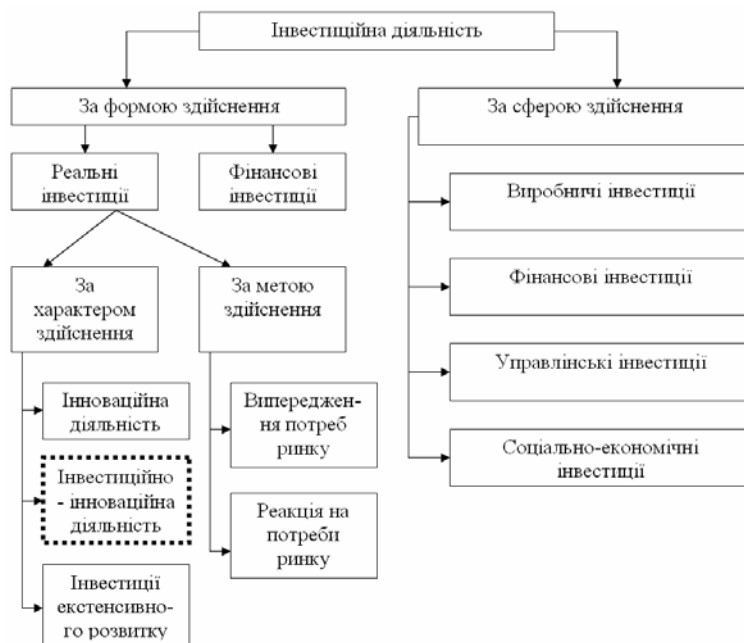 Інвестиційна діяльність
За формою здійснення
За сферою здійснення
Реальні
інвестиції
Фінансові
інвестиції
Виробничі інвестиції
Фінансові інвестиції
Управлінські інвестиції
Соціально-економічні
інвестиції
За
характером
здійснення
За метою
здійснення
Інноваційна
діяльність
Інвестиційно
- інноваційна
діяльність
Інвестиції
екстенсивно-
го розвитку
Випереджен-
ня потреб
ринку
Реакція на
потреби
ринку